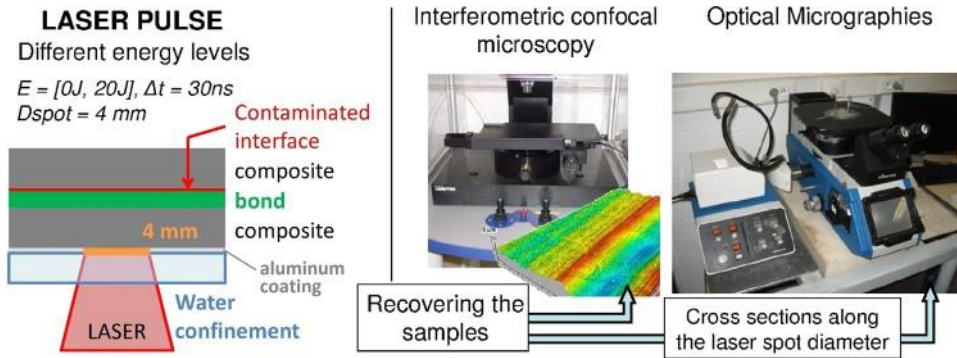 LASER PULSE
Different energy levels
E = [0J, 20J], Δt = 30ns
Dspot = 4 mm
Contaminated
interface
composite
bond
composite
4 mm
aluminum
coating
Water
confinement
LASER
Interferometric confocal
microscopy
Recovering the
samples
Optical Micrographies
Cross sections along
the laser spot diameter